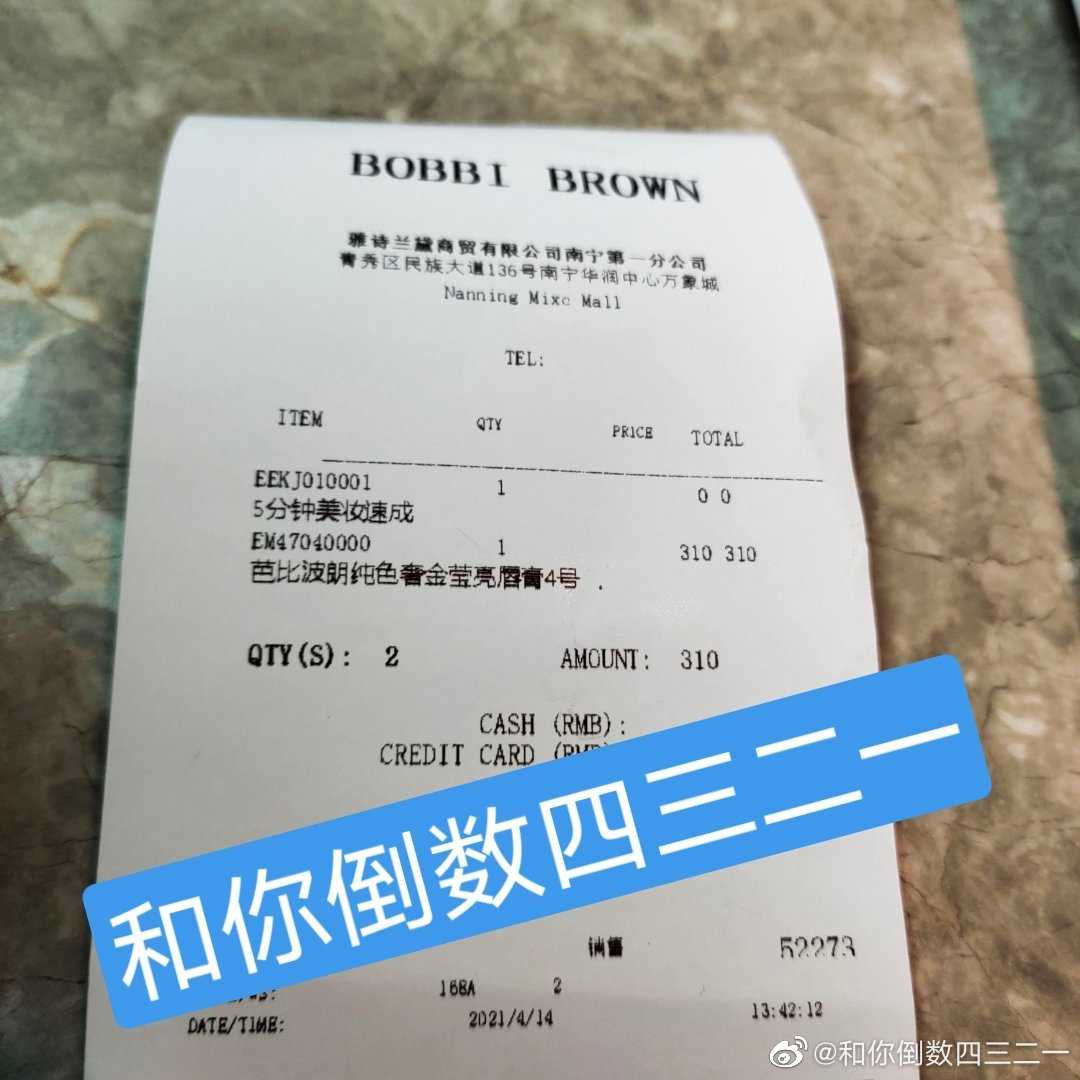 BOBBI BROWN
雅诗兰黛商贸有限公司南宁第一分公司
青秀区民族大道136号南宁华润中心万象城
Nanning Mixc Mall
TEL:
ITEM QTY PRICE TOTAL
EEKJ010001 1 0 0
5分钟美妆速成
EM47040000 1 310 310
芭比波朗纯色奢金莹亮唇膏4号
QTY(S): 2 AMOUNT: 310
CASH (RMB):
CREDIT CARD
和你倒数四三二一
销售 52273
168A 2
DATE/TIME: 2021/4/14 13:42:12
@和你倒数四三二一